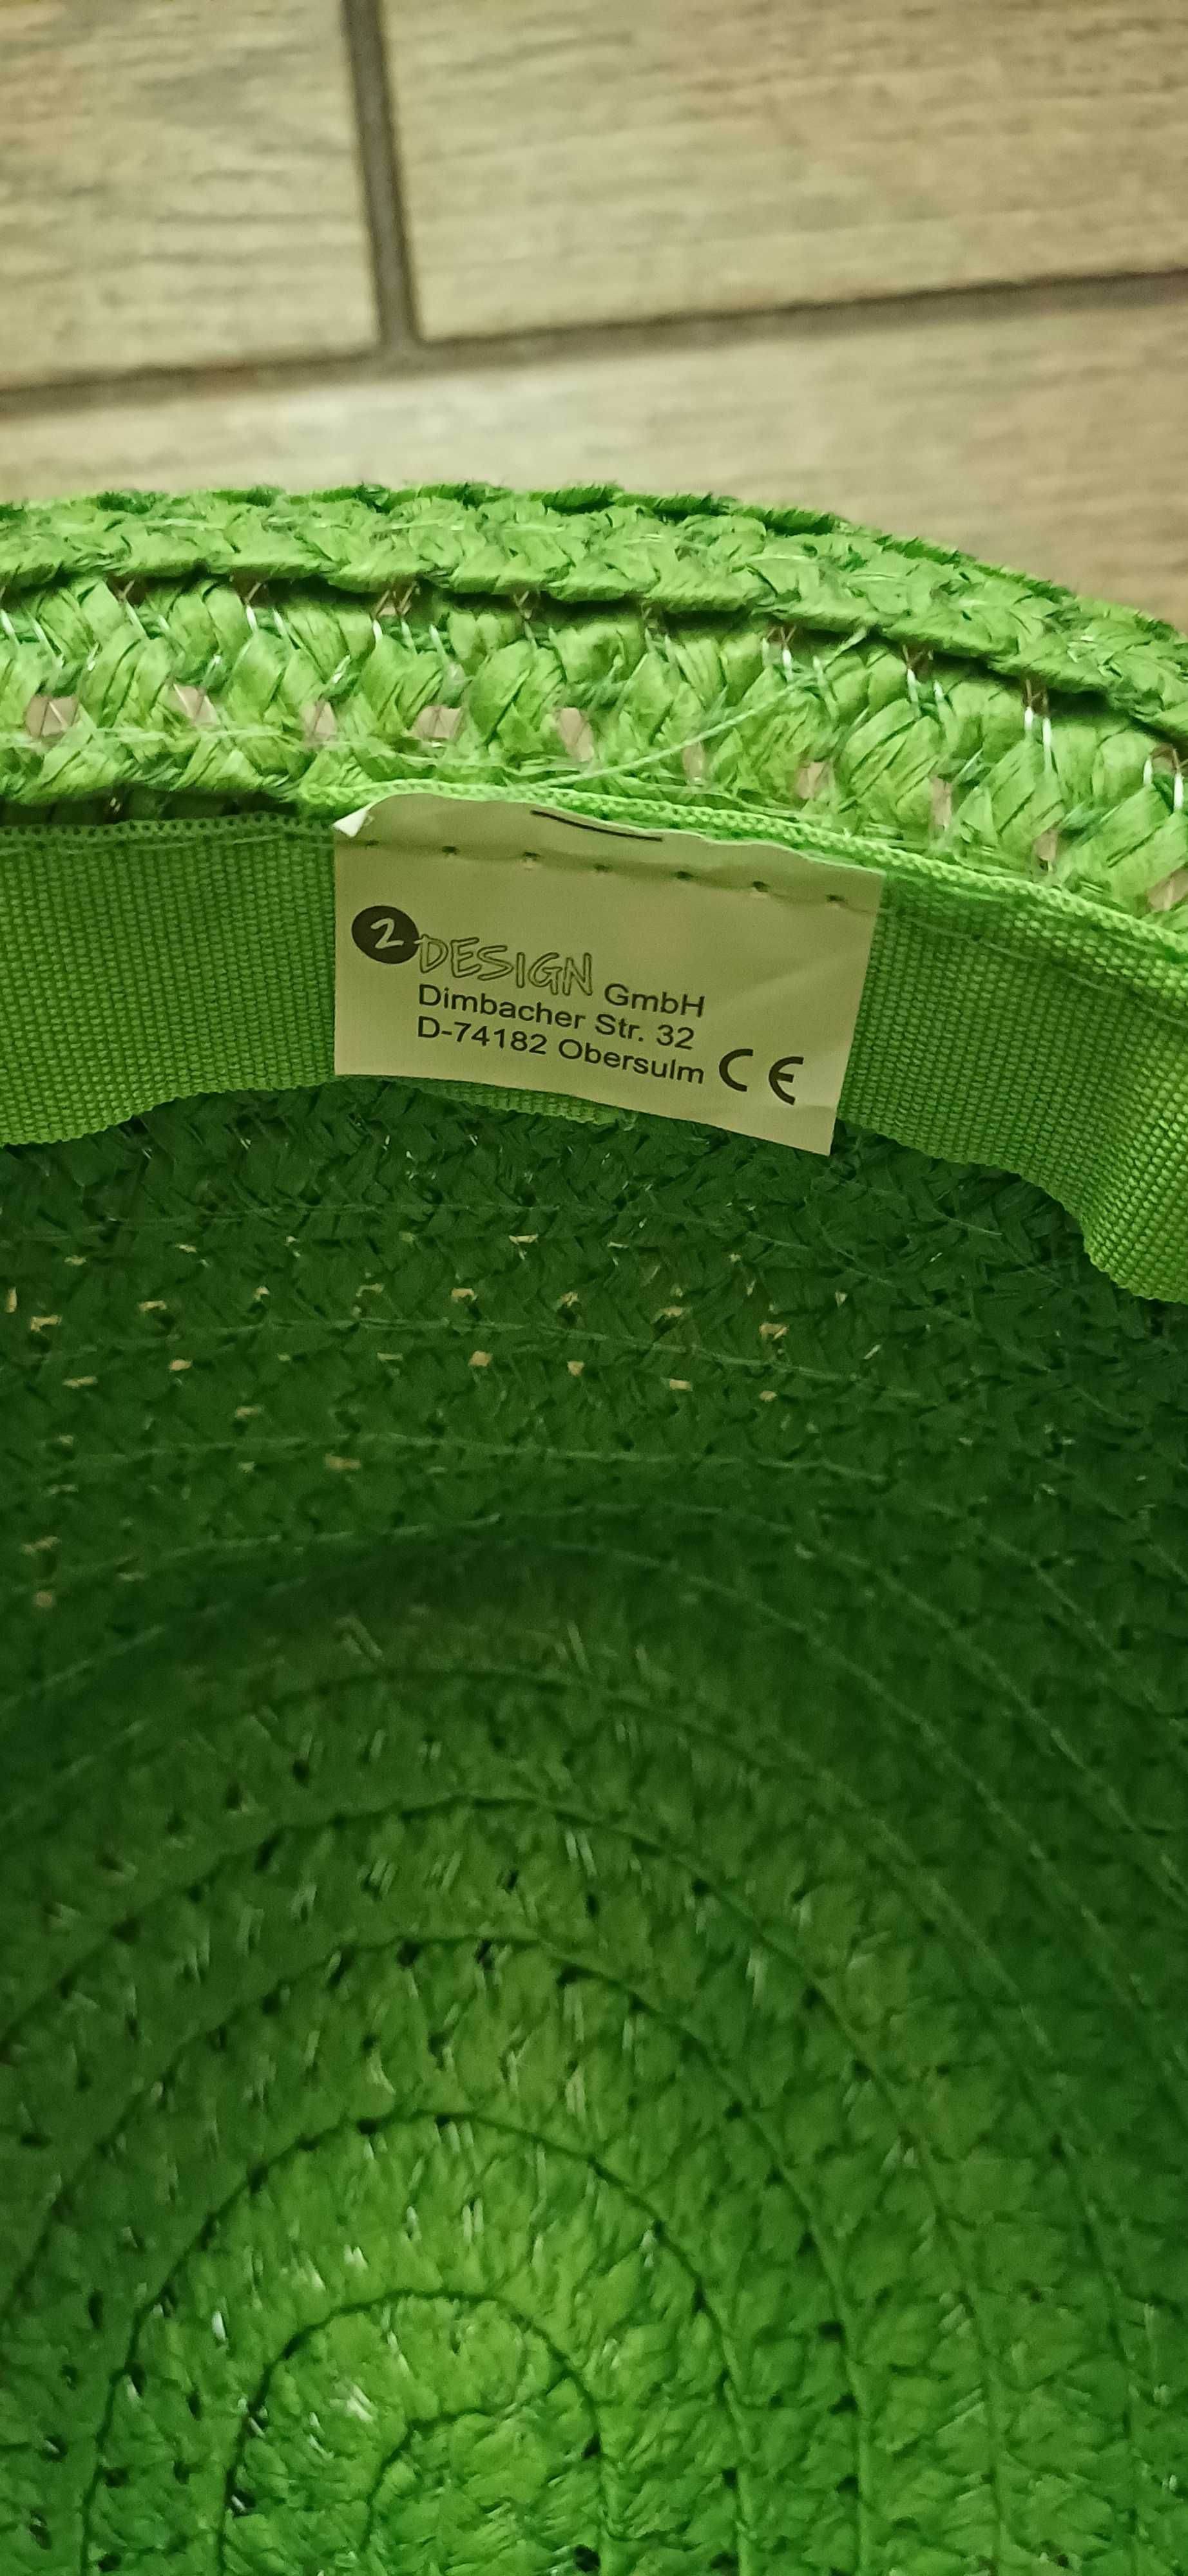 2 DESIGN GmbH
Dimbacher Str. 32
D-74182 Obersulm CE